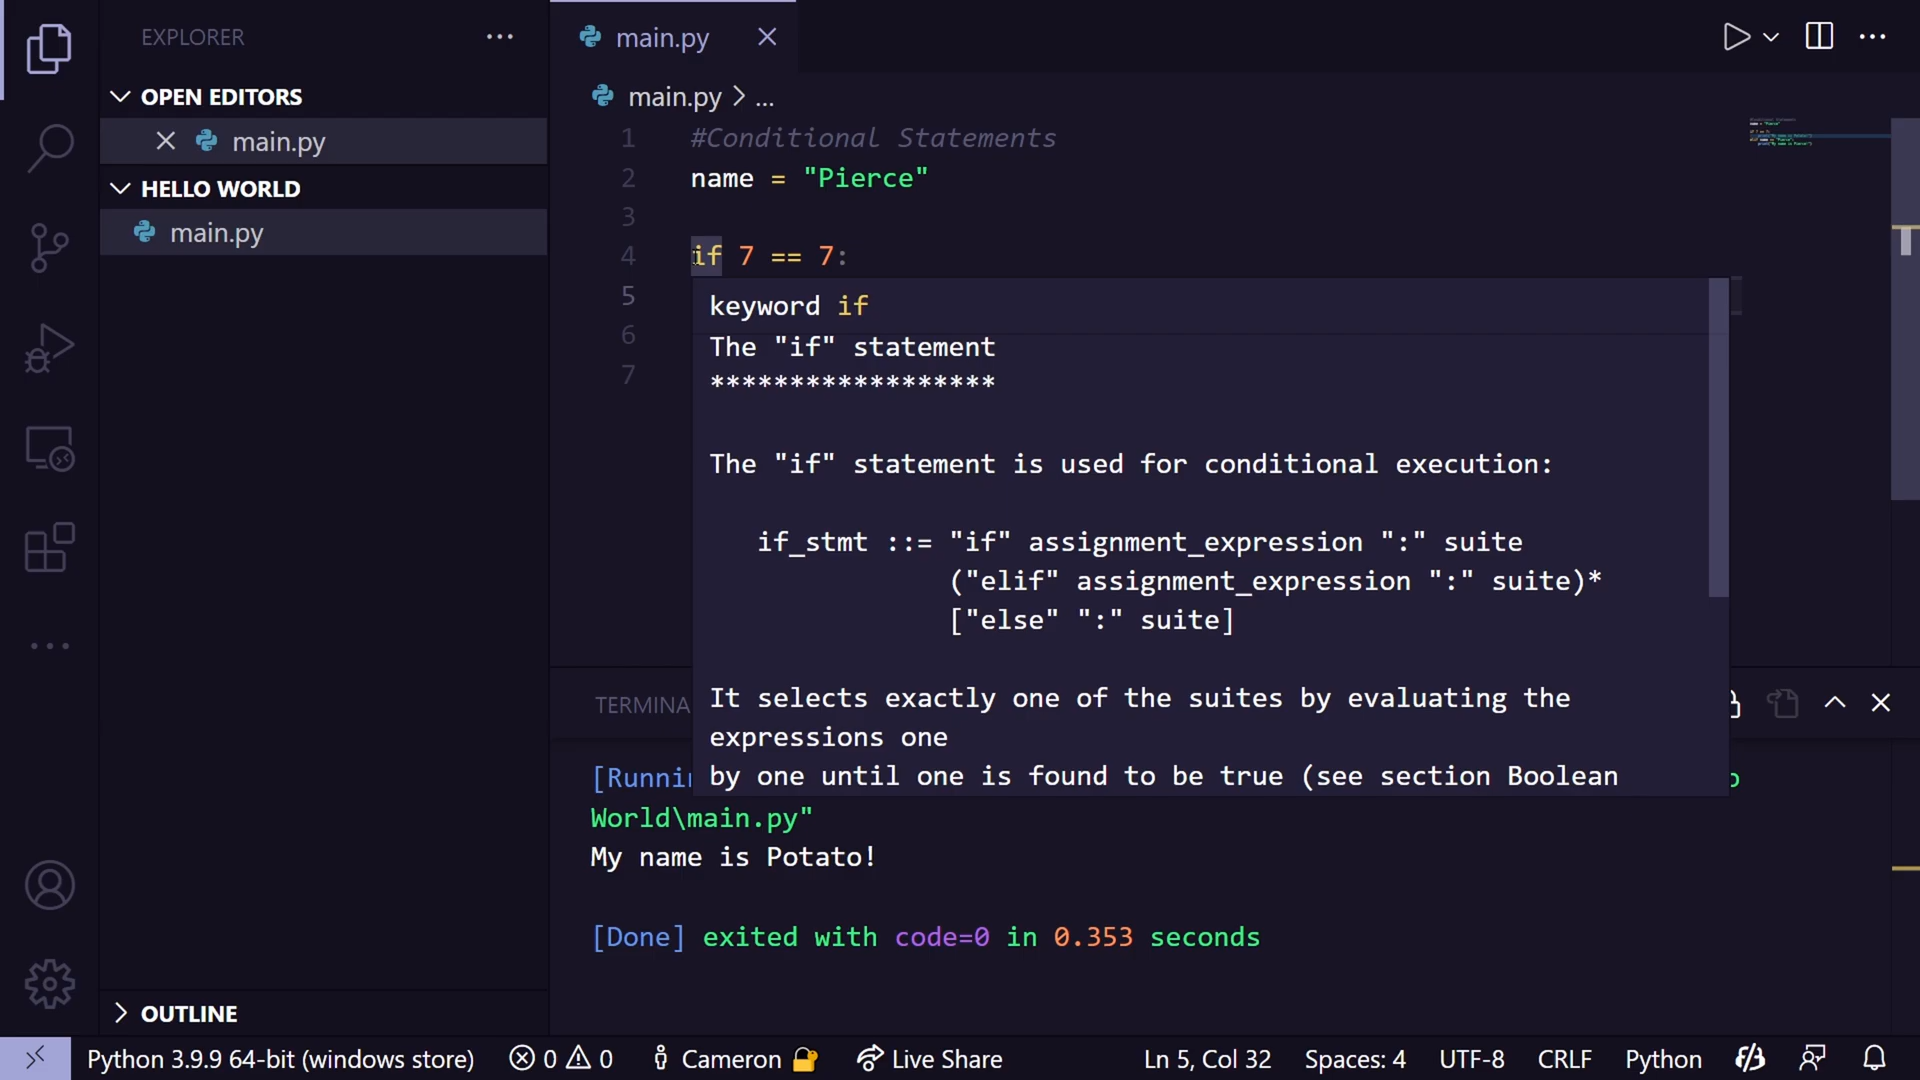 EXPLORER
main.py
OPEN EDITORS
main.py
HELLO WORLD
main.py
OUTLINE
main.py > ...
1 #Conditional Statements
2 name = "Pierce"
3
4 if 7 == 7:
5
6
7
keyword if
The "if" statement
******************
The "if" statement is used for conditional execution:
if_stmt ::= "if" assignment_expression ":" suite
("elif" assignment_expression ":" suite)*
["else" ":" suite]
It selects exactly one of the suites by evaluating the
expressions one
by one until one is found to be true (see section Boolean
TERMINA
[Runnin
World\main.py"
My name is Potato!
[Done] exited with code=0 in 0.353 seconds
Python 3.9.9 64-bit (windows store) 0 0 Cameron Live Share Ln 5, Col 32 Spaces: 4 UTF-8 CRLF Python